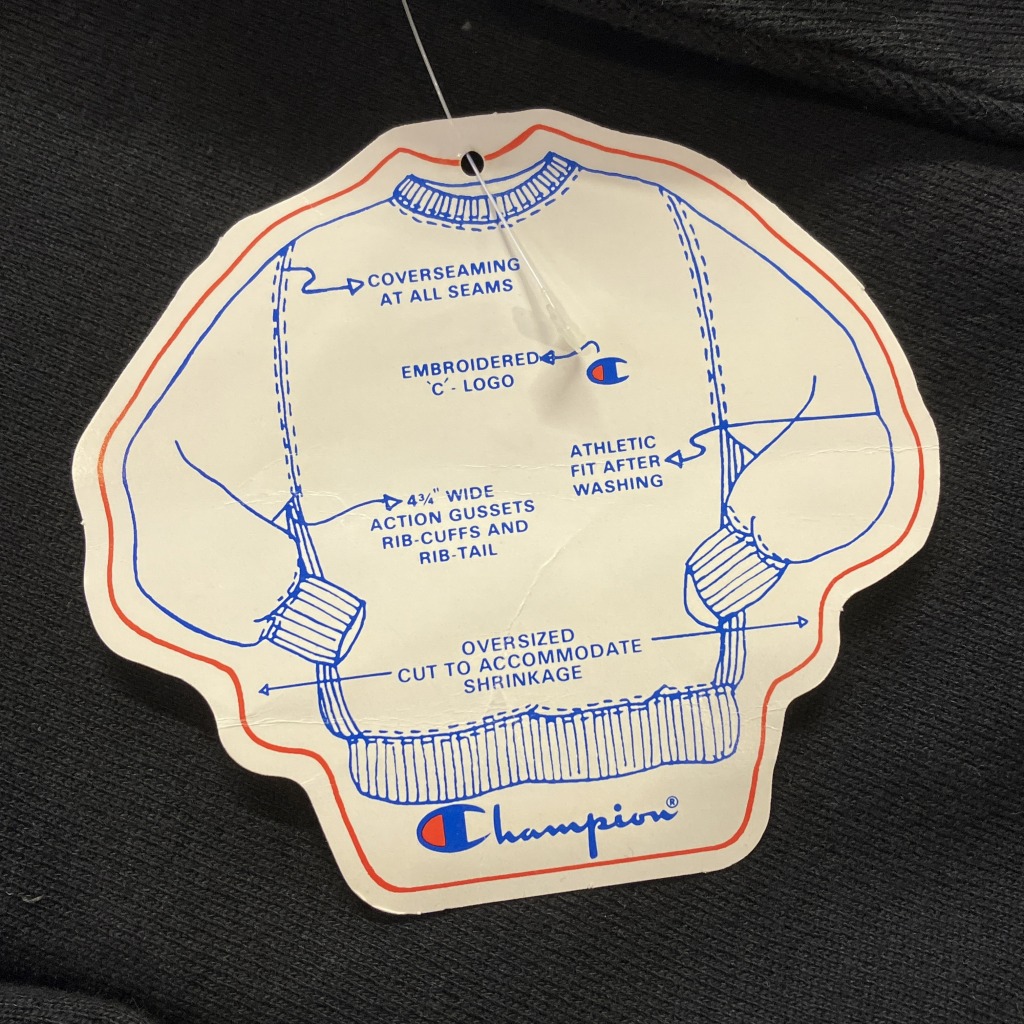 COVERSEAMING
AT ALL SEAMS
EMBROIDERED
'C'- LOGO
ATHLETIC
FIT AFTER
WASHING
4¾" WIDE
ACTION GUSSETS
RIB-CUFFS AND
RIB-TAIL
OVERSIZED
CUT TO ACCOMMODATE
SHRINKAGE
Champion®